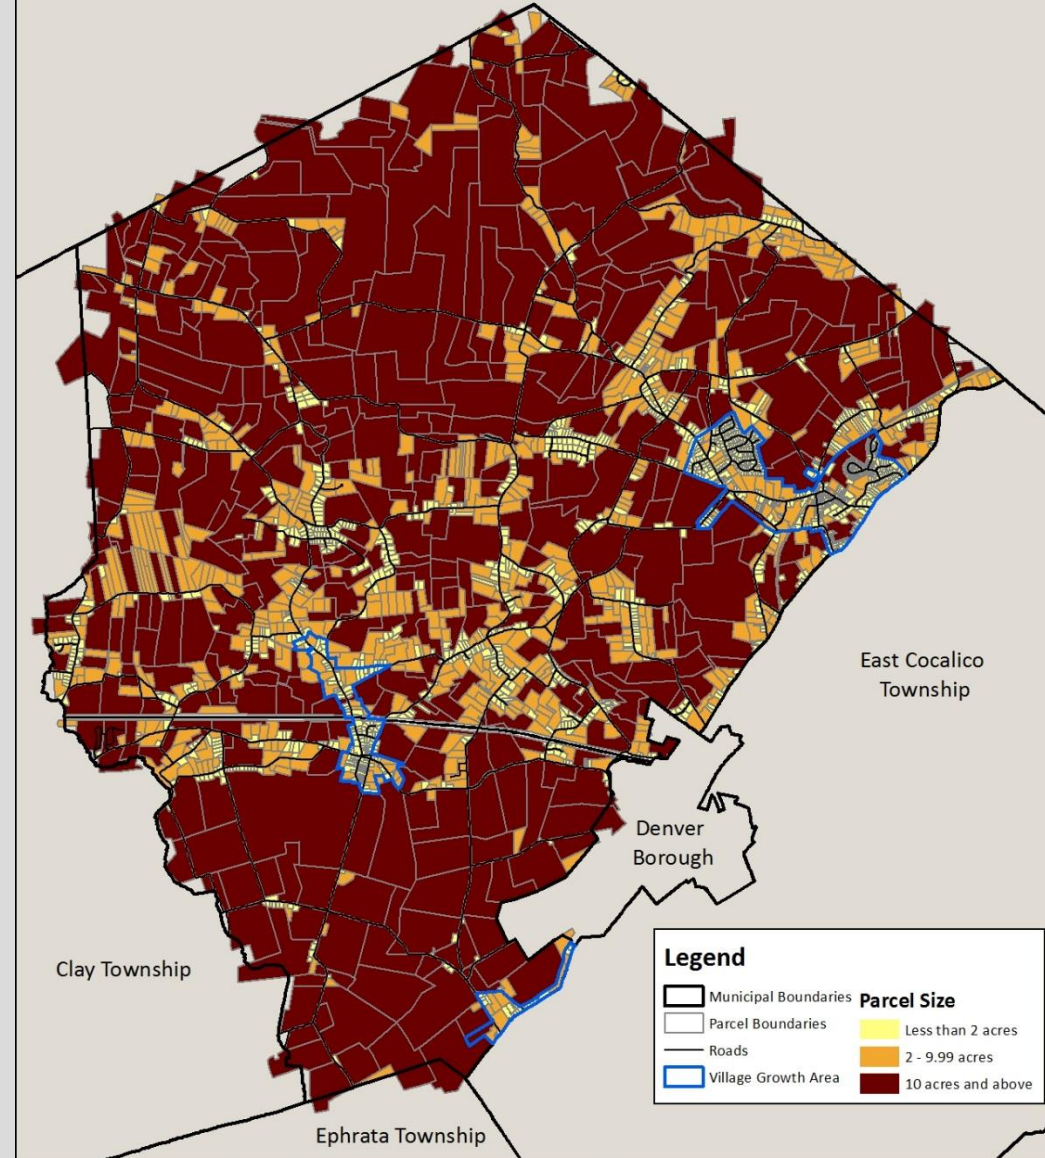 East Cocalico
Township
Denver
Borough
Clay Township
Ephrata Township
Legend
Municipal Boundaries
Parcel Boundaries
Roads
Village Growth Area
Parcel Size
Less than 2 acres
2 - 9.99 acres
10 acres and above